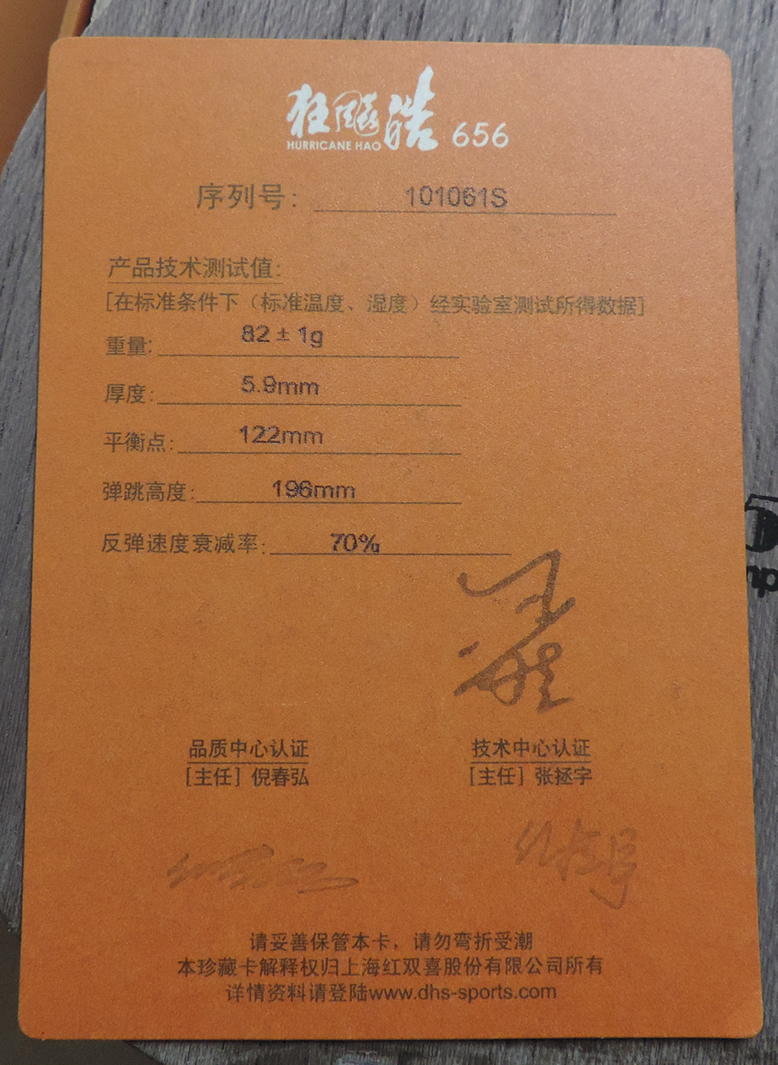 狂飚皓 656
HURRICANE HAO
序列号: 101061S
产品技术测试值:
[在标准条件下（标准温度、湿度）经实验室测试所得数据]
重量: 82±1g
厚度: 5.9mm
平衡点: 122mm
弹跳高度: 196mm
反弹速度衰减率: 70%
品质中心认证 技术中心认证
[主任] 倪春弘 [主任] 张拯宇
请妥善保管本卡，请勿弯折受潮
本珍藏卡解释权归上海红双喜股份有限公司所有
详情资料请登陆www.dhs-sports.com